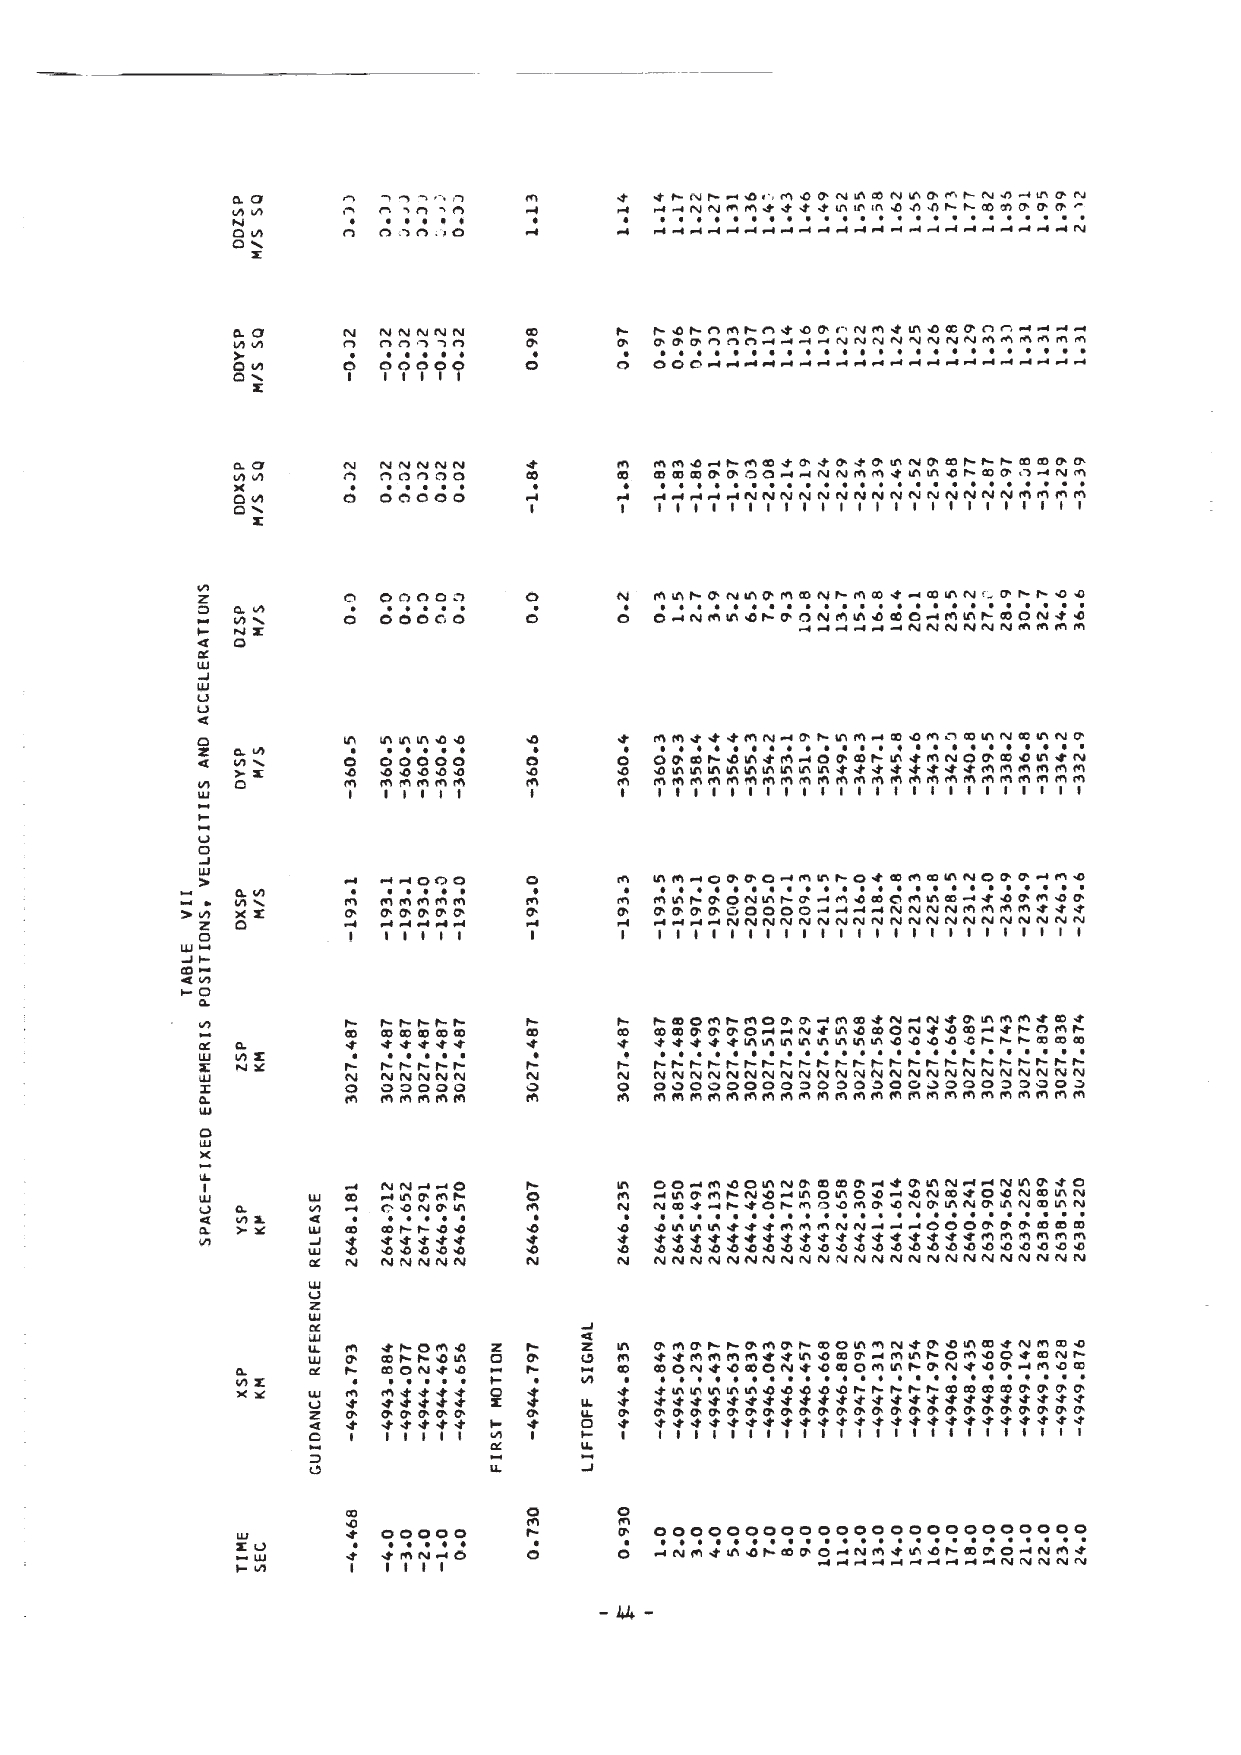 TABLE VII
SPACE-FIXED EPHEMERIS POSITIONS, VELOCITIES AND ACCELERATIONS
TIME XSP YSP ZSP DXSP DYSP DZSP DDXSP DDYSP DDZSP
SEC KM KM KM M/S M/S M/S M/S SQ M/S SQ M/S SQ
GUIDANCE REFERENCE RELEASE
-4.468 -4943.793 2648.181 3027.487 -193.1 -360.5 0.0 0.02 -0.02 0.00
-4.0 -4943.884 2648.012 3027.487 -193.1 -360.5 0.0 0.02 -0.02 0.00
-3.0 -4944.077 2647.652 3027.487 -193.1 -360.5 0.0 0.02 -0.02 0.00
-2.0 -4944.270 2647.291 3027.487 -193.0 -360.5 0.0 0.02 -0.02 0.00
-1.0 -4944.463 2646.931 3027.487 -193.0 -360.6 0.0 0.02 -0.02
0.0 -4944.656 2646.570 3027.487 -193.0 -360.6 0.0 0.02 -0.02 0.00
FIRST MOTION
0.730 -4944.797 2646.307 3027.487 -193.0 -360.6 0.0 -1.84 0.98 1.13
LIFTOFF SIGNAL
0.930 -4944.835 2646.235 3027.487 -193.3 -360.4 0.2 -1.83 0.97 1.14
1.0 -4944.849 2646.210 3027.487 -193.5 -360.3 0.3 -1.83 0.97 1.14
2.0 -4945.043 2645.850 3027.488 -195.3 -359.3 1.5 -1.83 0.96 1.17
3.0 -4945.239 2645.491 3027.490 -197.1 -358.4 2.7 -1.86 0.97 1.22
4.0 -4945.437 2645.133 3027.493 -199.0 -357.4 3.9 -1.91 1.00 1.27
5.0 -4945.637 2644.776 3027.497 -200.9 -356.4 5.2 -1.97 1.03 1.31
6.0 -4945.839 2644.420 3027.503 -202.9 -355.3 6.5 -2.03 1.07 1.36
7.0 -4946.043 2644.065 3027.510 -205.0 -354.2 7.9 -2.08 1.10 1.40
8.0 -4946.249 2643.712 3027.519 -207.1 -353.1 9.3 -2.14 1.14 1.43
9.0 -4946.457 2643.359 3027.529 -209.3 -351.9 10.8 -2.19 1.16 1.46
10.0 -4946.668 2643.008 3027.541 -211.5 -350.7 12.2 -2.24 1.19 1.49
11.0 -4946.880 2642.658 3027.553 -213.7 -349.5 13.7 -2.29 1.20 1.52
12.0 -4947.095 2642.309 3027.568 -216.0 -348.3 15.3 -2.34 1.22 1.55
13.0 -4947.313 2641.961 3027.584 -218.4 -347.1 16.8 -2.39 1.23 1.58
14.0 -4947.532 2641.614 3027.602 -220.8 -345.8 18.4 -2.45 1.24 1.62
15.0 -4947.754 2641.269 3027.621 -223.3 -344.6 20.1 -2.52 1.25 1.65
16.0 -4947.979 2640.925 3027.642 -225.8 -343.3 21.8 -2.59 1.26 1.69
17.0 -4948.206 2640.582 3027.664 -228.5 -342.0 23.5 -2.68 1.28 1.73
18.0 -4948.435 2640.241 3027.689 -231.2 -340.8 25.2 -2.77 1.29 1.77
19.0 -4948.668 2639.901 3027.715 -234.0 -339.5 27.0 -2.87 1.30 1.82
20.0 -4948.904 2639.562 3027.743 -236.9 -338.2 28.9 -2.97 1.30 1.86
21.0 -4949.142 2639.225 3027.773 -239.9 -336.8 30.7 -3.08 1.31 1.91
22.0 -4949.383 2638.889 3027.804 -243.1 -335.5 32.7 -3.18 1.31 1.95
23.0 -4949.628 2638.554 3027.838 -246.3 -334.2 34.6 -3.29 1.31 1.99
24.0 -4949.876 2638.220 3027.874 -249.6 -332.9 36.6 -3.39 1.31 2.02